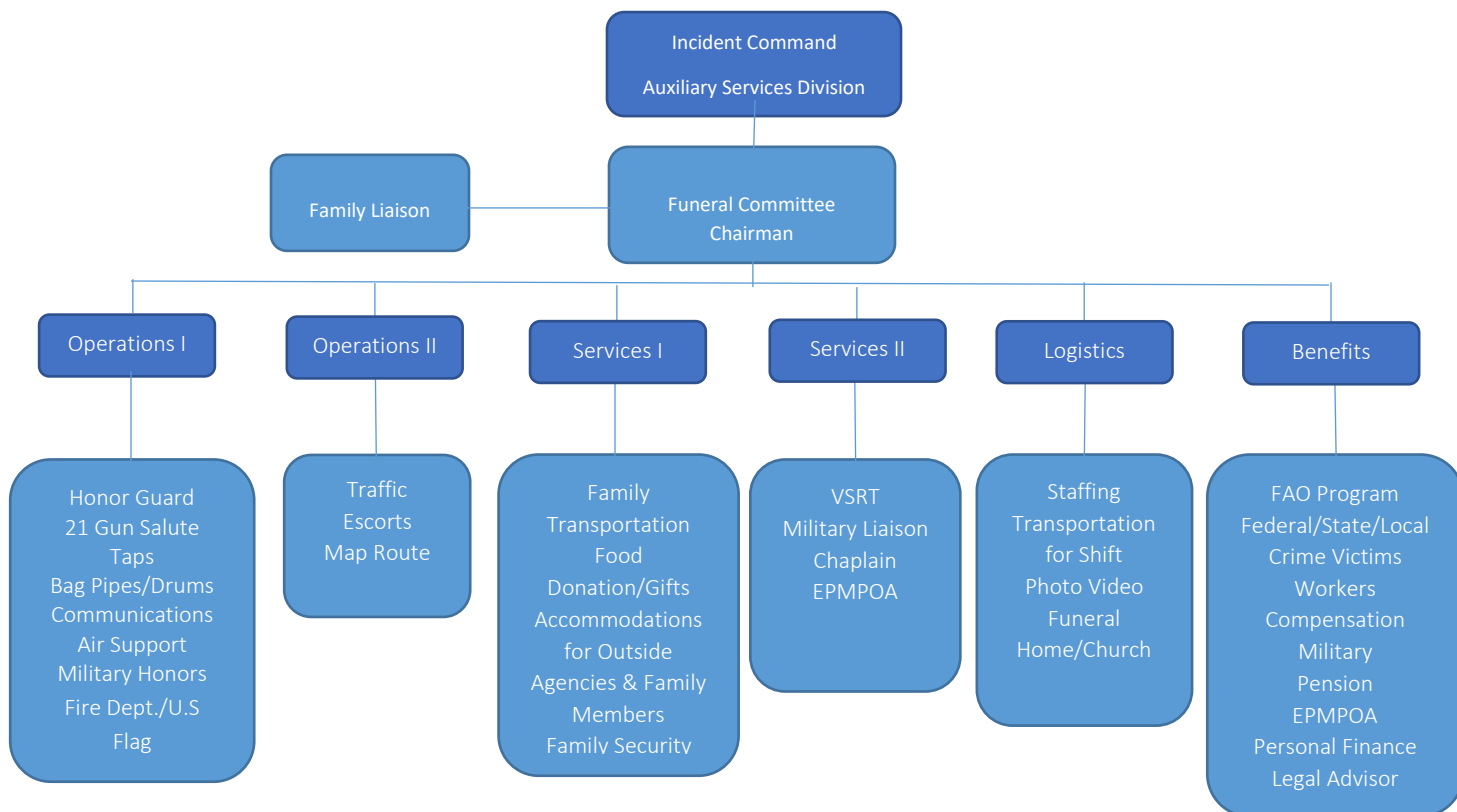 Incident Command
Auxiliary Services Division
Family Liaison
Funeral Committee
Chairman
Operations I
Operations II
Services I
Services II
Logistics
Benefits
Honor Guard
21 Gun Salute
Taps
Bag Pipes/Drums
Communications
Air Support
Military Honors
Fire Dept./U.S
Flag
Traffic
Escorts
Map Route
Family
Transportation
Food
Donation/Gifts
Accommodations
for Outside
Agencies & Family
Members
Family Security
VSRT
Military Liaison
Chaplain
EPMPOA
Staffing
Transportation
for Shift
Photo Video
Funeral
Home/Church
FAO Program
Federal/State/Local
Crime Victims
Workers
Compensation
Military
Pension
EPMPOA
Personal Finance
Legal Advisor